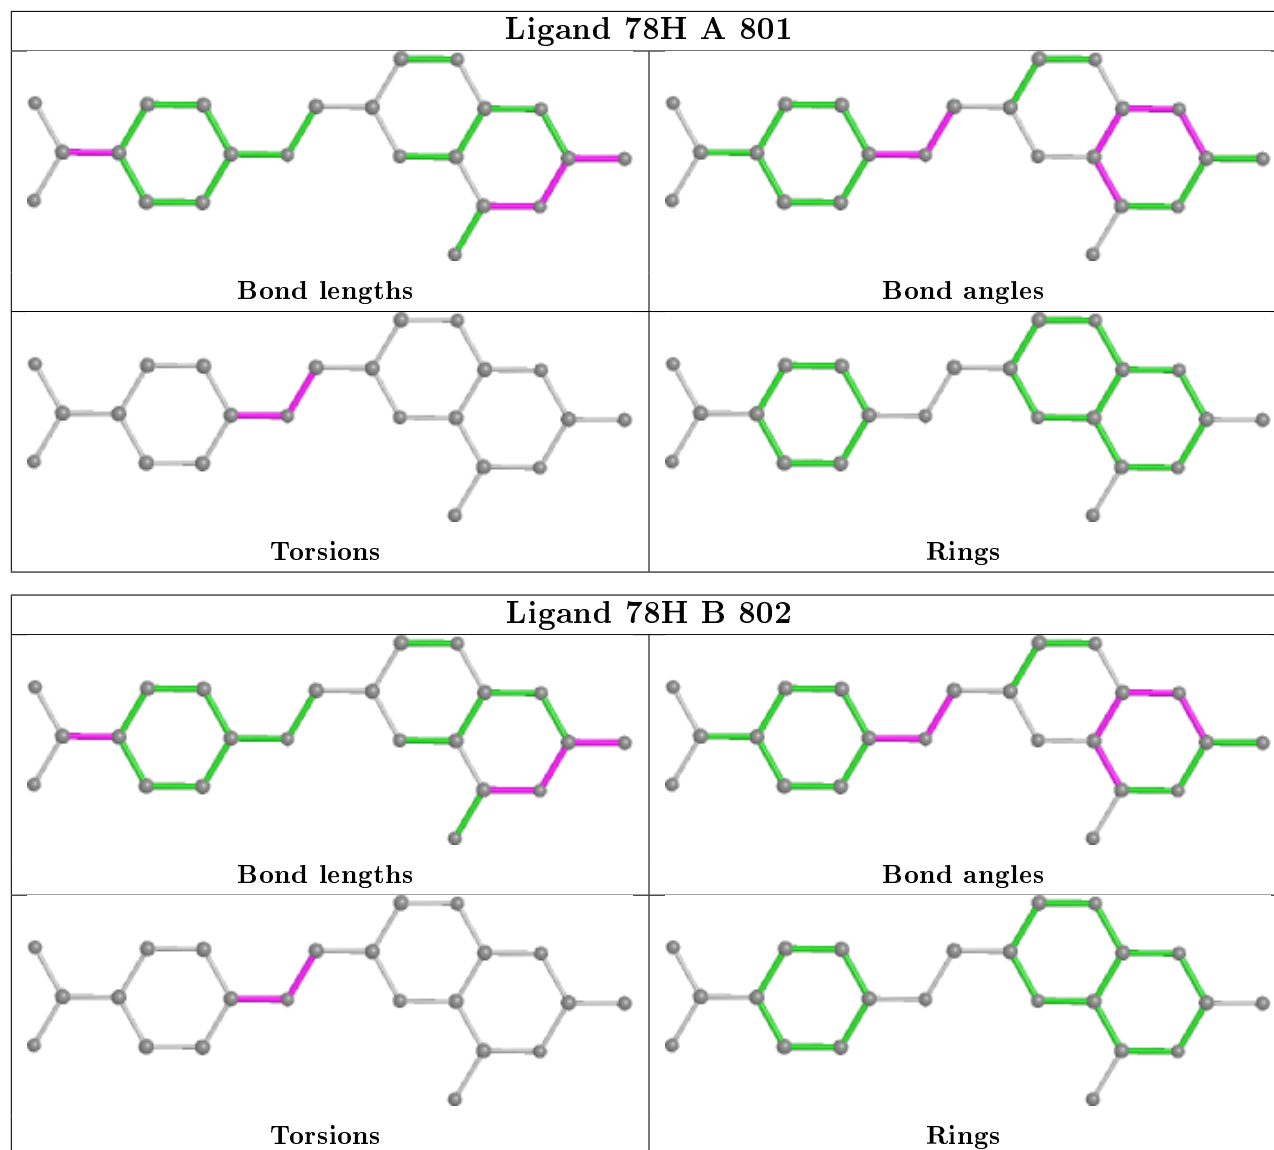 Ligand 78H A 801
Bond lengths
Bond angles
Torsions
Rings
Ligand 78H B 802
Bond lengths
Bond angles
Torsions
Rings